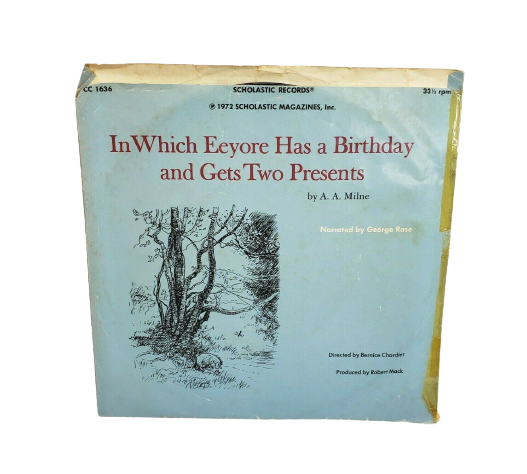 CC 1636
SCHOLASTIC RECORDS®
33⅓ rpm
℗ 1972 SCHOLASTIC MAGAZINES, Inc.
In Which Eeyore Has a Birthday
and Gets Two Presents
by A. A. Milne
Narrated by George Rose
Directed by Bernice Chardiet
Produced by Robert Mack